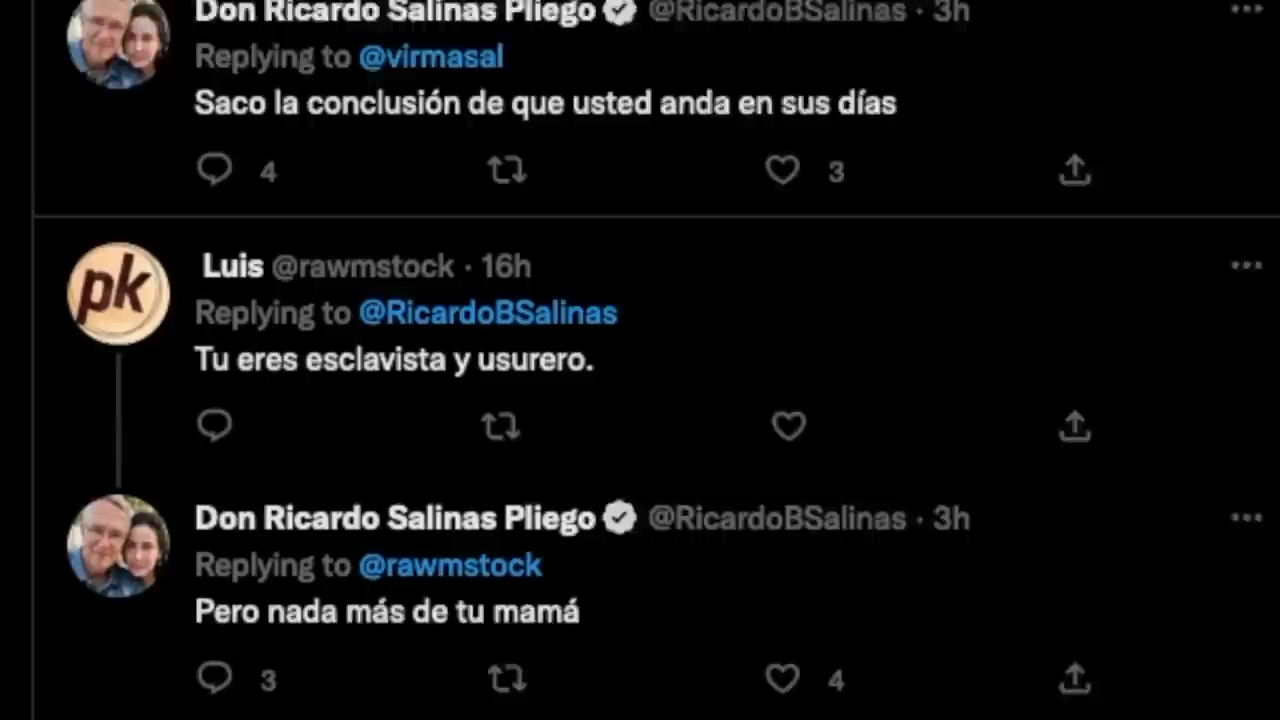 Don Ricardo Salinas Pliego @RicardoBSalinas · 3h
Replying to @virmasal
Saco la conclusión de que usted anda en sus días
4 3
Luis @rawmstock · 16h
pk
Replying to @RicardoBSalinas
Tu eres esclavista y usurero.
Don Ricardo Salinas Pliego @RicardoBSalinas · 3h
Replying to @rawmstock
Pero nada más de tu mamá
3 4